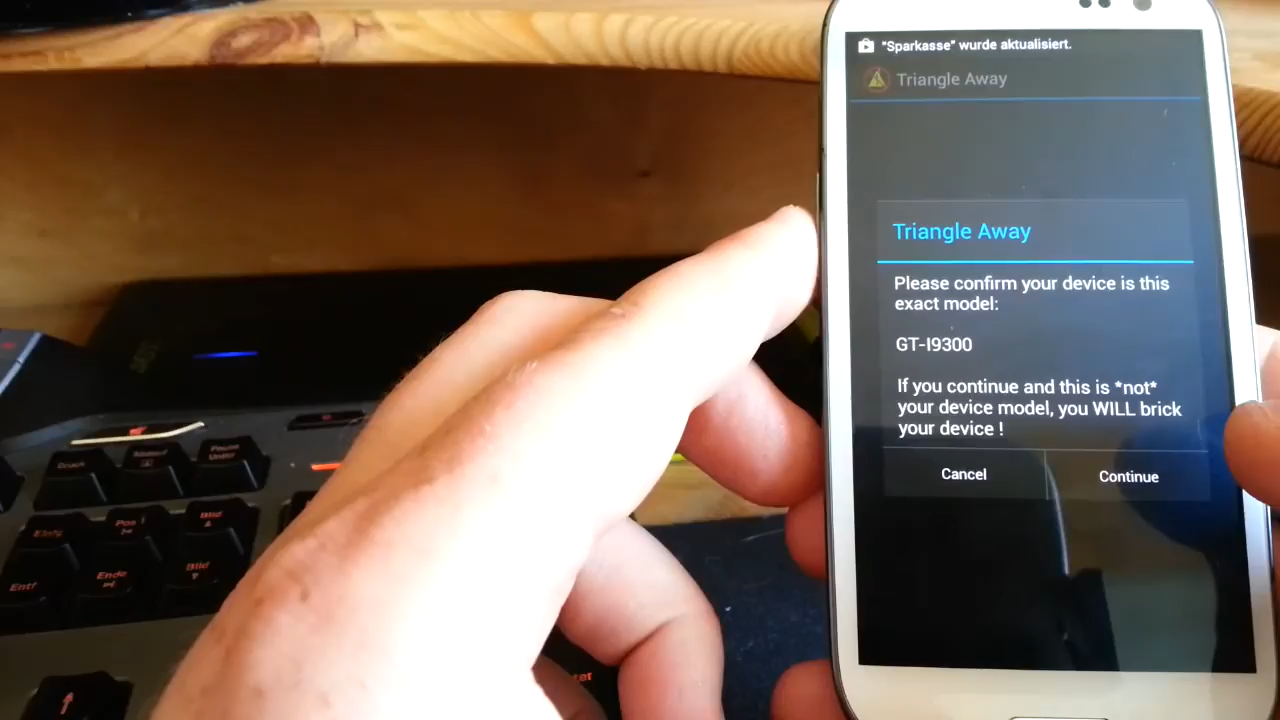 "Sparkasse" wurde aktualisiert.
Triangle Away
Triangle Away
Please confirm your device is this
exact model:
GT-I9300
If you continue and this is *not*
your device model, you WILL brick
your device !
Cancel
Continue
Druck
Pause
Untbr
Einfg
Pos 1
Bild
Entf
Ende
Bild